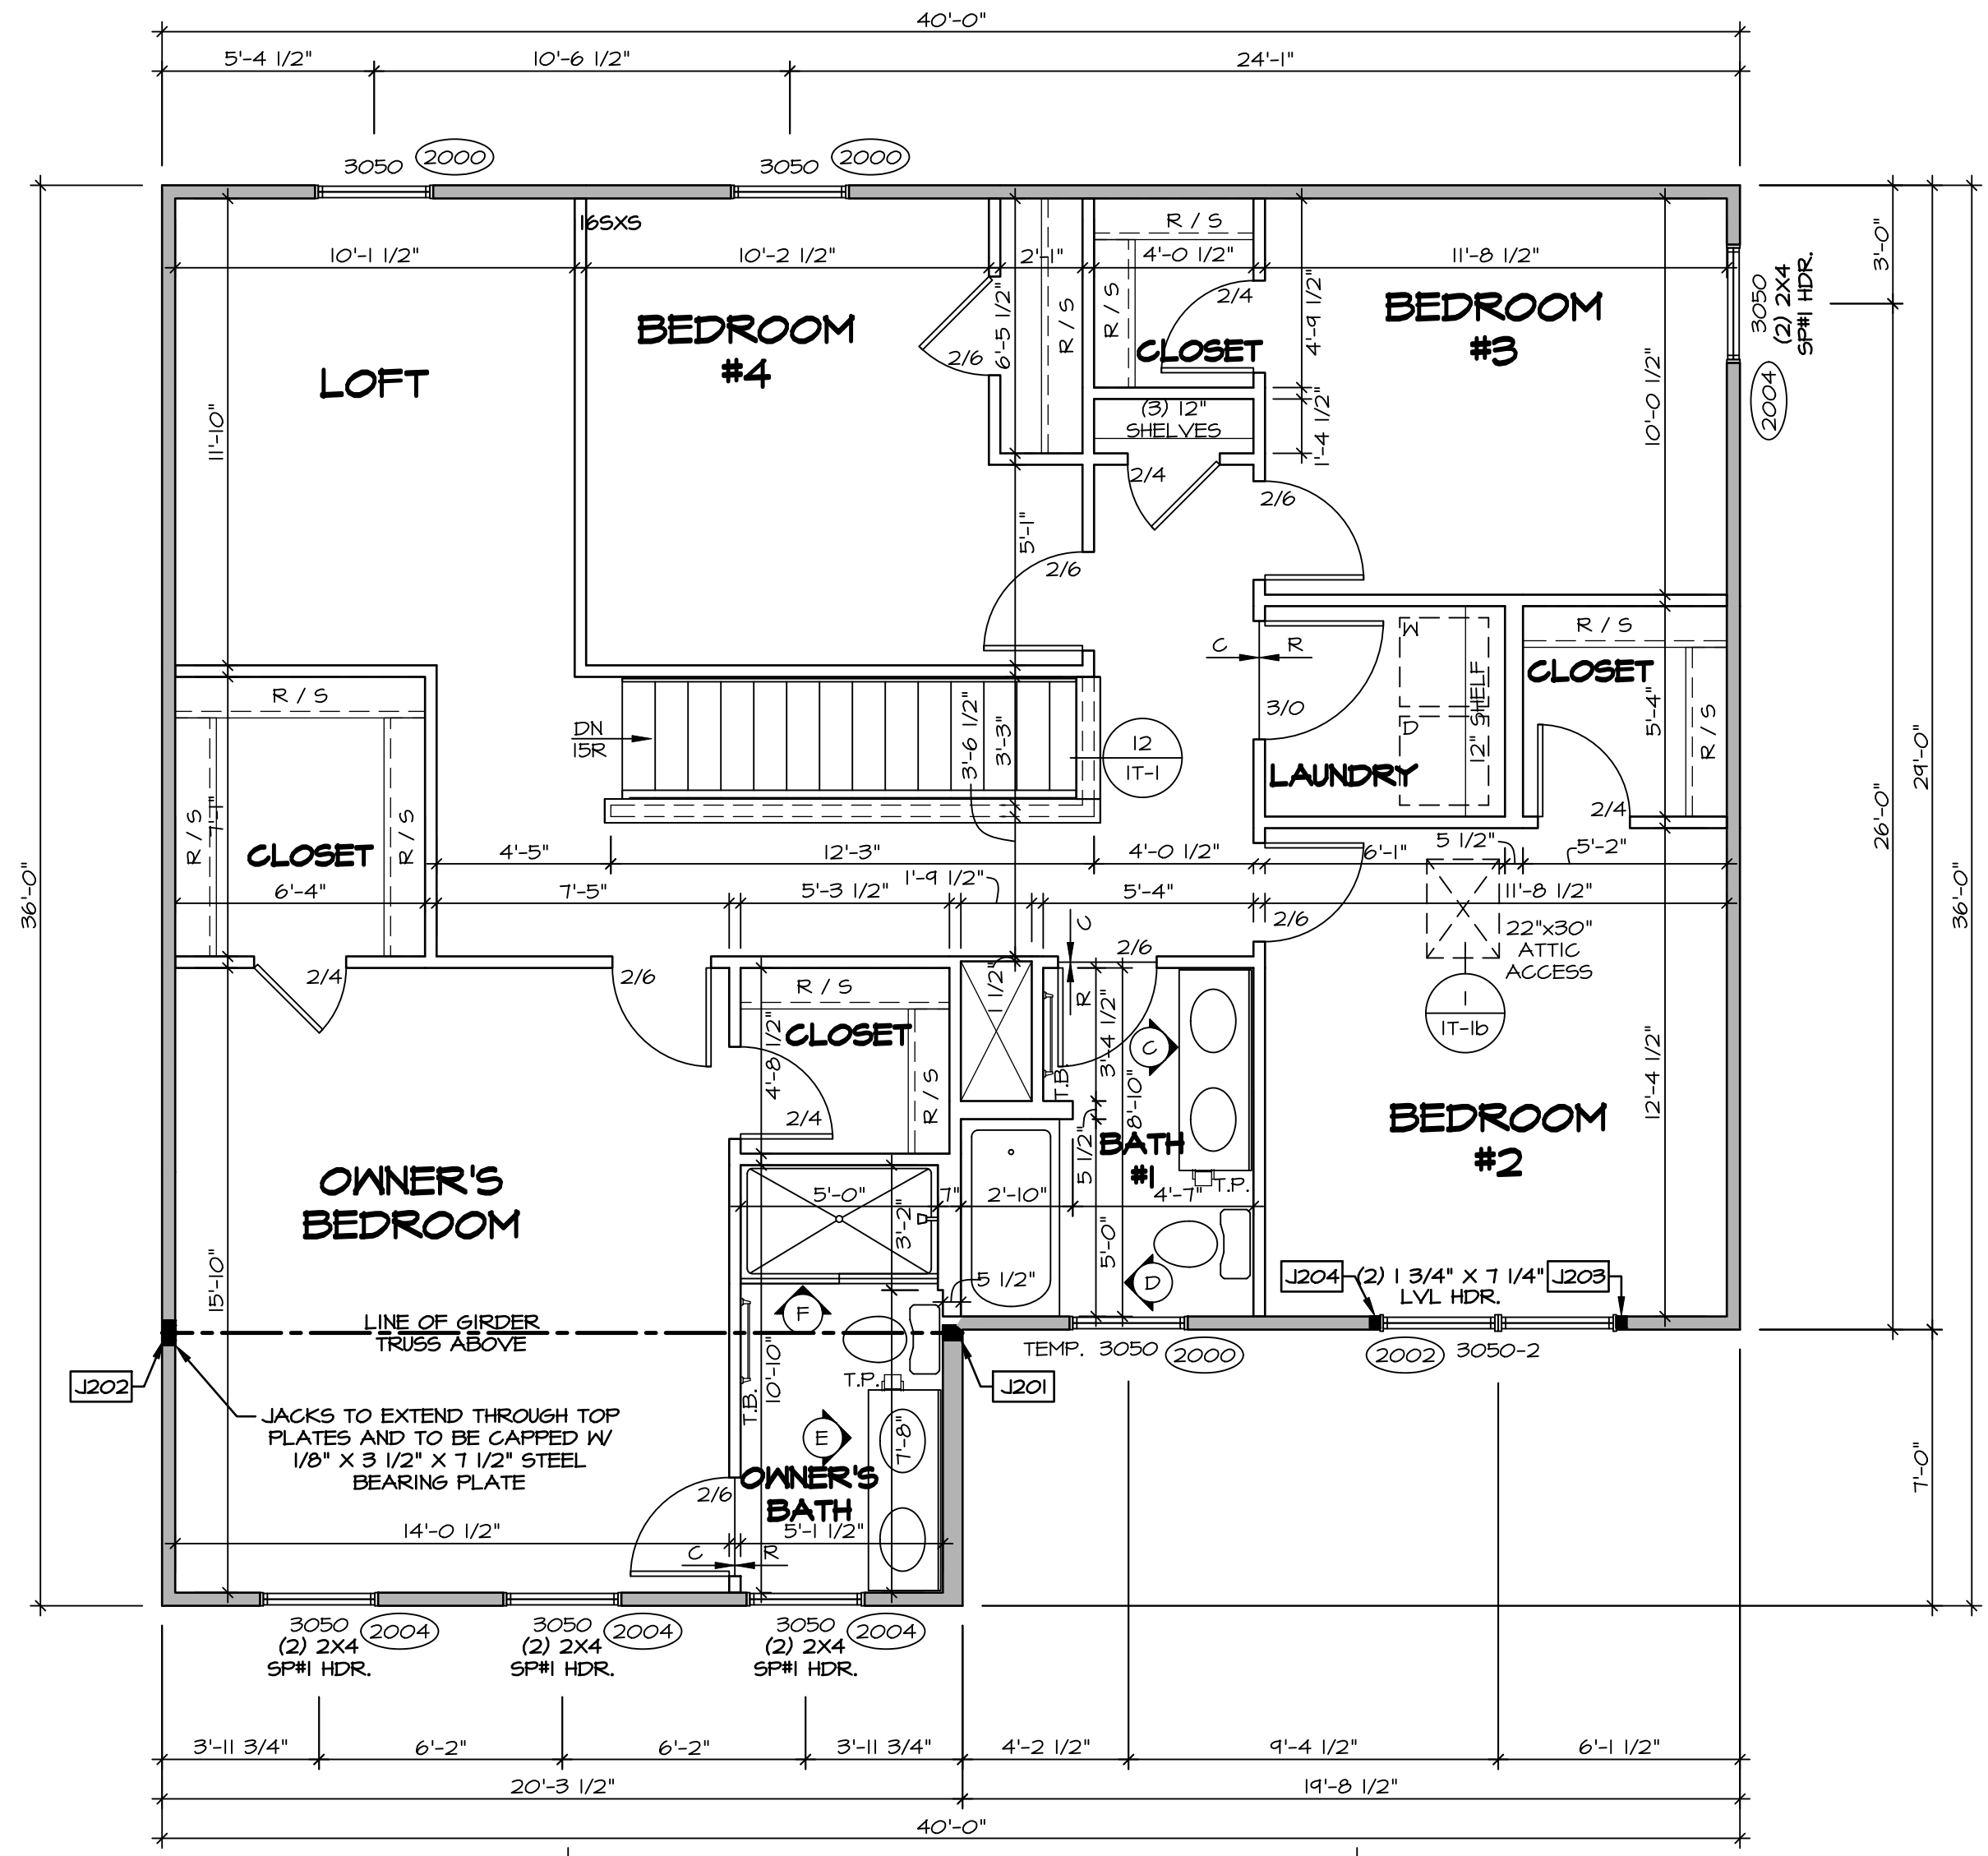 40'-0"
5'-4 1/2"
10'-6 1/2"
24'-1"
3050
2000
3050
2000
16SXS
10'-1 1/2"
10'-2 1/2"
2'-1"
4'-0 1/2"
11'-8 1/2"
R / S
3'-0"
3050
(2) 2X4
SP#1 HDR.
2004
LOFT
BEDROOM
#4
2/6
6'-5 1/2"
R / S
R / S
2/4
CLOSET
4'-9 1/2"
BEDROOM
#3
10'-0 1/2"
11'-10"
(3) 12"
SHELVES
1'-4 1/2"
2/4
2/6
5'-1"
2/6
36'-0"
29'-0"
26'-0"
36'-0"
R / S
DN
15R
3'-6 1/2"
3'-3"
12
1T-1
C
R
3/0
W
D
12" SHELF
LAUNDRY
R / S
CLOSET
5'-4"
R / S
2/4
R / S
7'-1"
R / S
CLOSET
4'-5"
12'-3"
4'-0 1/2"
6'-1"
5 1/2"
5'-2"
6'-4"
7'-5"
5'-3 1/2"
1'-9 1/2"
5'-4"
11'-8 1/2"
2/6
22"x30"
ATTIC
ACCESS
1
1T-1b
2/4
2/6
R / S
CLOSET
4'-8 1/2"
R / S
2/4
1/2"
C
R
2/6
T.B.
3'-4 1/2"
8'-10"
C
5 1/2"
BATH
#1
T.P.
12'-4 1/2"
BEDROOM
#2
OWNER'S
BEDROOM
15'-10"
5'-0"
7"
2'-10"
4'-7"
3'-2"
5'-0"
5 1/2"
D
J204
(2) 1 3/4" X 7 1/4"
LVL HDR.
J203
LINE OF GIRDER
TRUSS ABOVE
F
TEMP. 3050
2000
2002
3050-2
J202
J201
JACKS TO EXTEND THROUGH TOP
PLATES AND TO BE CAPPED W/
1/8" X 3 1/2" X 7 1/2" STEEL
BEARING PLATE
T.B.
10'-10"
T.P.
E
7'-8"
OWNER'S
BATH
2/6
14'-0 1/2"
5'-1 1/2"
C
R
7'-0"
3050
(2) 2X4
SP#1 HDR.
2004
3050
(2) 2X4
SP#1 HDR.
2004
3050
(2) 2X4
SP#1 HDR.
2004
3'-11 3/4"
6'-2"
6'-2"
3'-11 3/4"
4'-2 1/2"
9'-4 1/2"
6'-1 1/2"
20'-3 1/2"
19'-8 1/2"
40'-0"